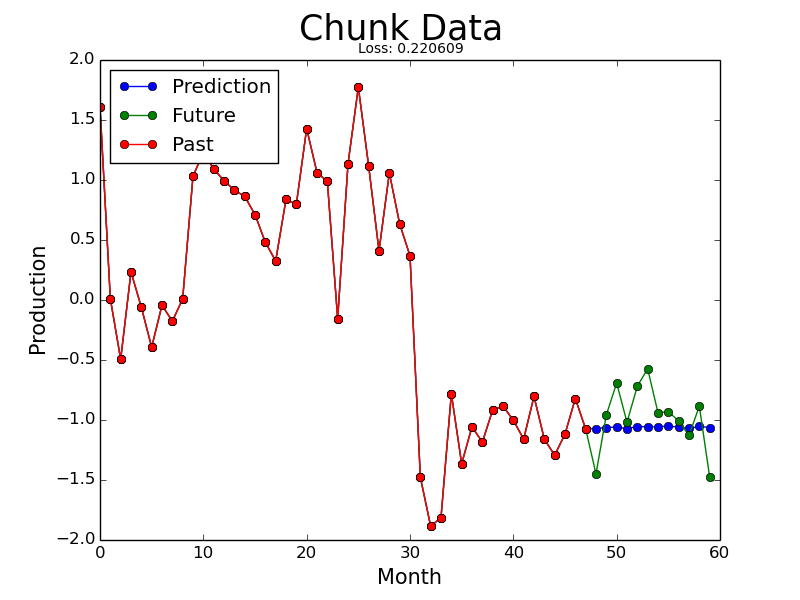 Chunk Data
Loss: 0.220609
Prediction
Future
Past
Production
2.0
1.5
1.0
0.5
0.0
−0.5
−1.0
−1.5
−2.0
0 10 20 30 40 50 60
Month